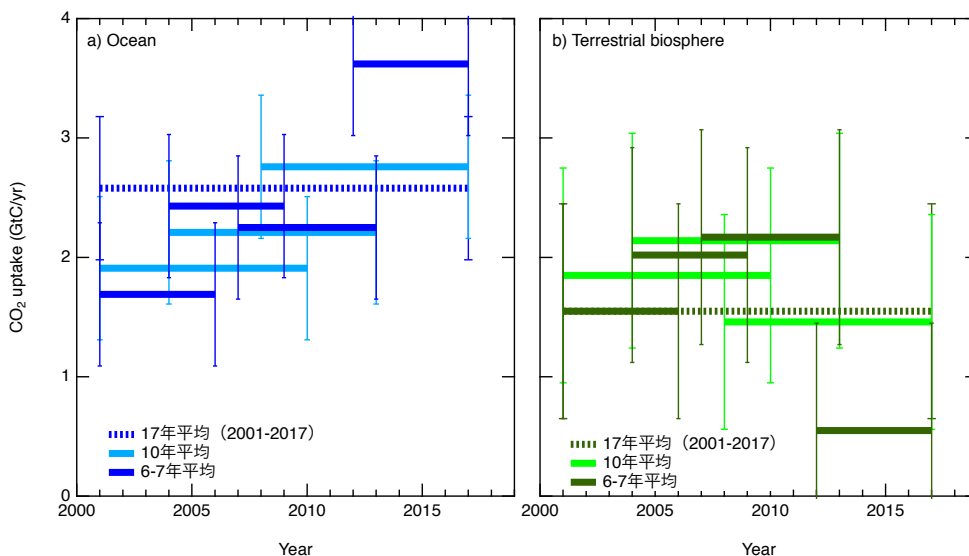 a) Ocean
b) Terrestrial biosphere
CO2 uptake (GtC/yr)
4
3
2
1
0
17年平均（2001-2017）
10年平均
6-7年平均
17年平均（2001-2017）
10年平均
6-7年平均
2000 2005 2010 2015
2000 2005 2010 2015
Year
Year